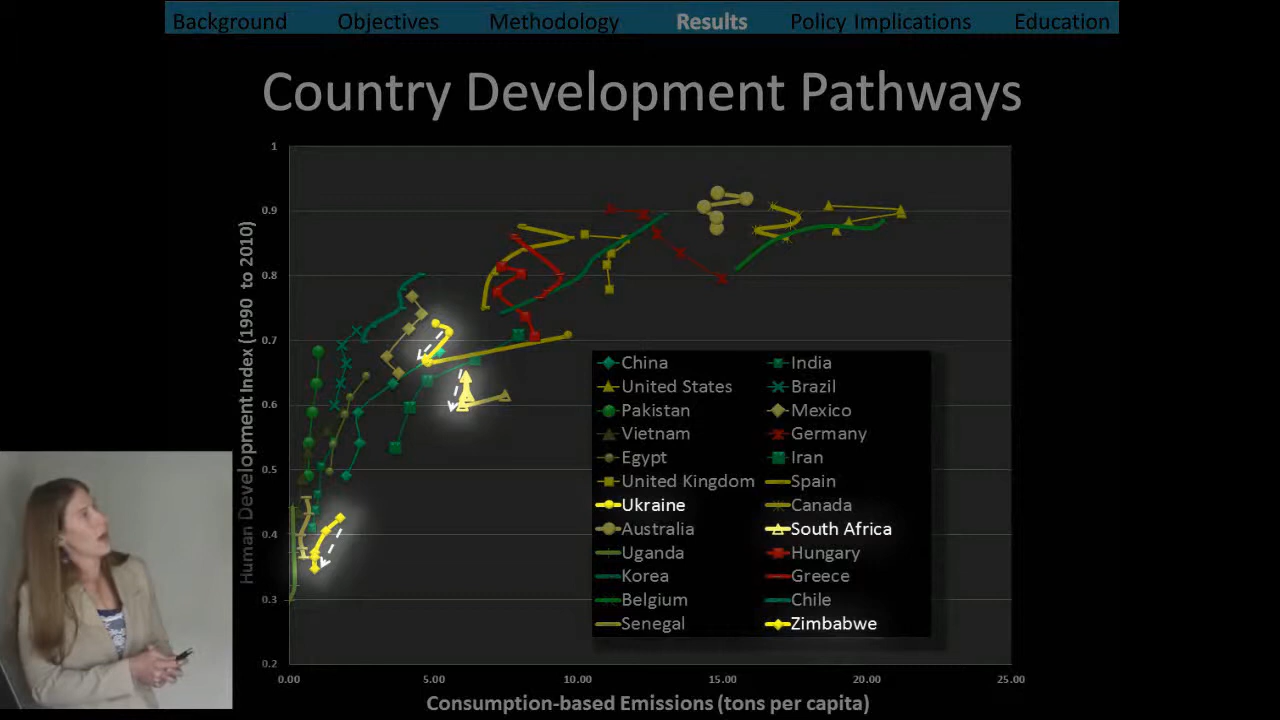 Background Objectives Methodology Results Policy Implications Education
Country Development Pathways
Human Development Index (1990 to 2010)
1
0.9
0.8
0.7
0.6
0.5
0.4
0.3
0.2
China India
United States Brazil
Pakistan Mexico
Vietnam Germany
Egypt Iran
United Kingdom Spain
Ukraine Canada
Australia South Africa
Uganda Hungary
Korea Greece
Belgium Chile
Senegal Zimbabwe
0.00 5.00 10.00 15.00 20.00 25.00
Consumption-based Emissions (tons per capita)